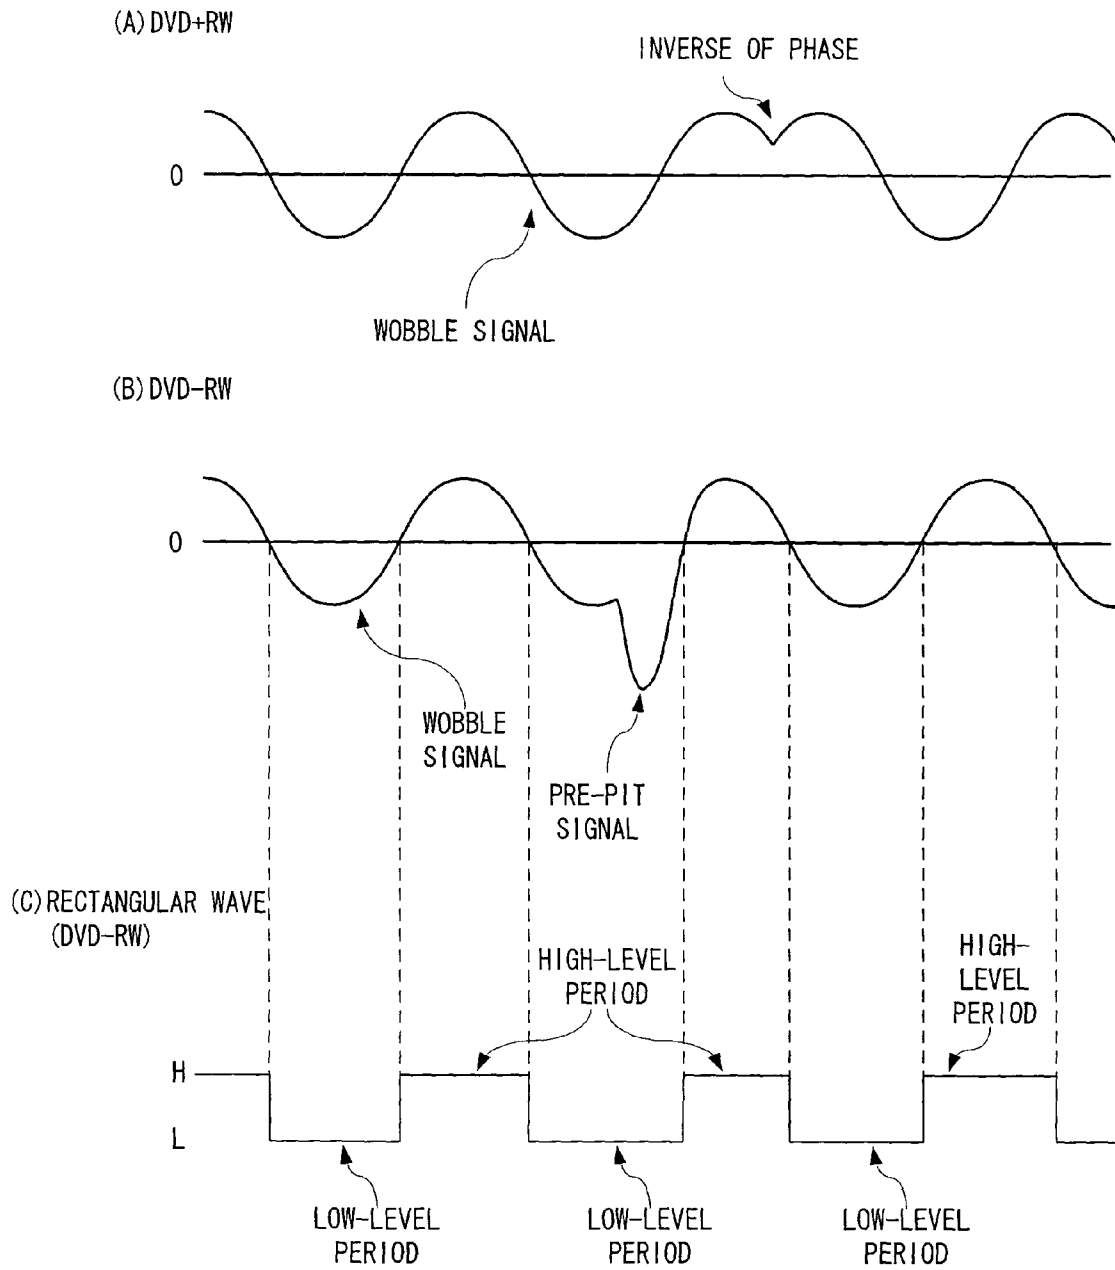 (A) DVD+RW
INVERSE OF PHASE
0
WOBBLE SIGNAL
(B) DVD-RW
0
WOBBLE
SIGNAL
PRE-PIT
SIGNAL
(C) RECTANGULAR WAVE
(DVD-RW)
HIGH-LEVEL
PERIOD
HIGH-
LEVEL
PERIOD
H
L
LOW-LEVEL
PERIOD
LOW-LEVEL
PERIOD
LOW-LEVEL
PERIOD